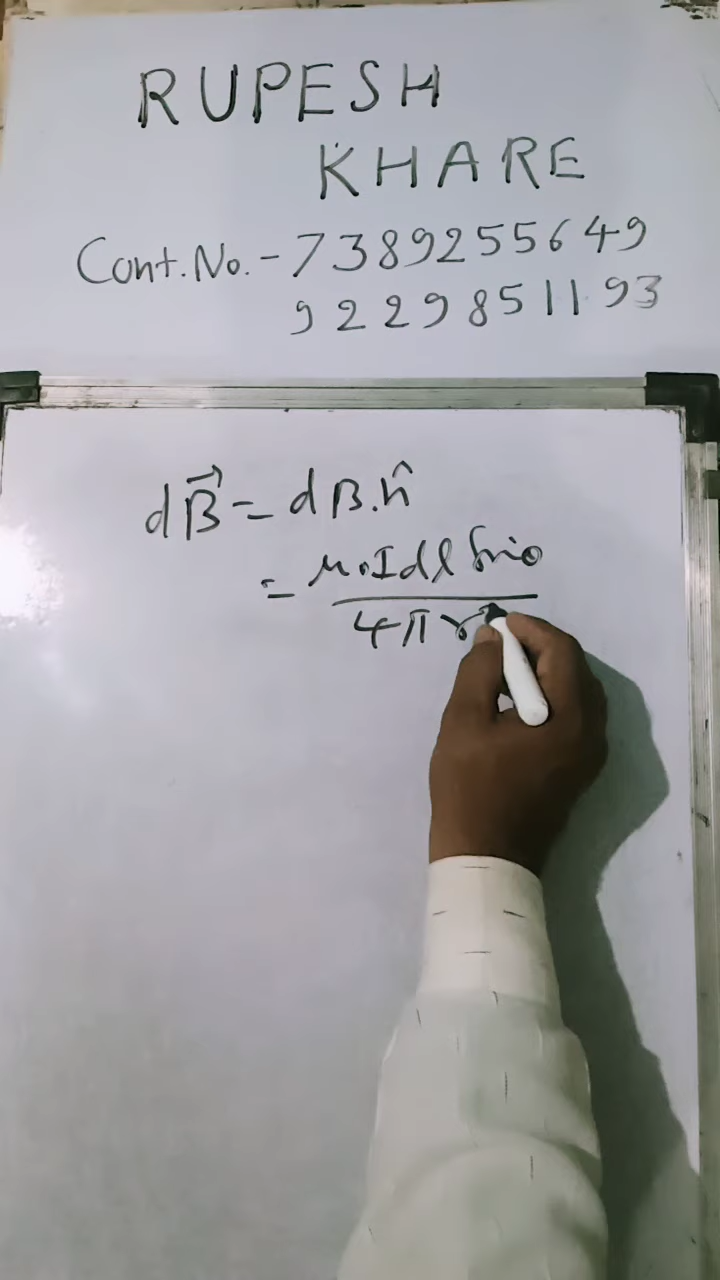 RUPESH
KHARE
Cont.No.-7389255649
9229851193
dB⃗ = dB.n̂
= μ₀Idl Sinθ
4πr